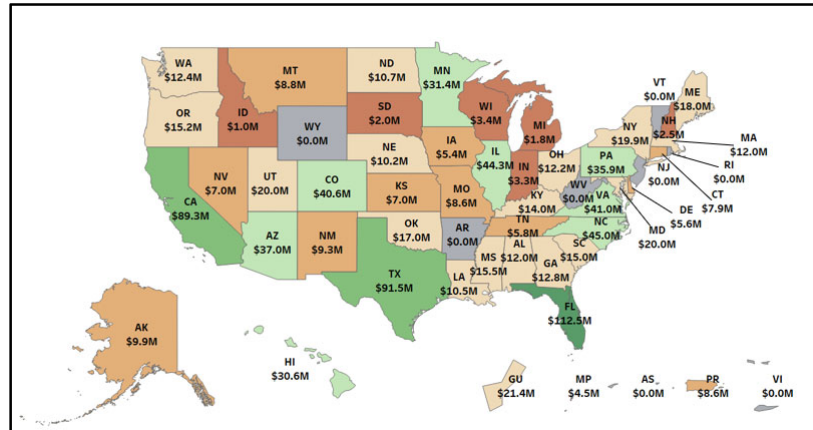 WA
$12.4M
OR
$15.2M
CA
$89.3M
NV
$7.0M
ID
$1.0M
MT
$8.8M
WY
$0.0M
UT
$20.0M
AZ
$37.0M
CO
$40.6M
NM
$9.3M
ND
$10.7M
SD
$2.0M
NE
$10.2M
KS
$7.0M
OK
$17.0M
TX
$91.5M
MN
$31.4M
IA
$5.4M
MO
$8.6M
AR
$0.0M
LA
$10.5M
WI
$3.4M
IL
$44.3M
MI
$1.8M
IN
$3.3M
OH
$12.2M
KY
$14.0M
TN
$5.8M
MS
$15.5M
AL
$12.0M
GA
$12.8M
FL
$112.5M
SC
$15.0M
NC
$45.0M
VA
$41.0M
WV
$0.0M
PA
$35.9M
NY
$19.9M
VT
$0.0M
NH
$2.5M
ME
$18.0M
MA
$12.0M
RI
$0.0M
CT
$7.9M
NJ
$0.0M
DE
$5.6M
MD
$20.0M
AK
$9.9M
HI
$30.6M
GU
$21.4M
MP
$4.5M
AS
$0.0M
PR
$8.6M
VI
$0.0M